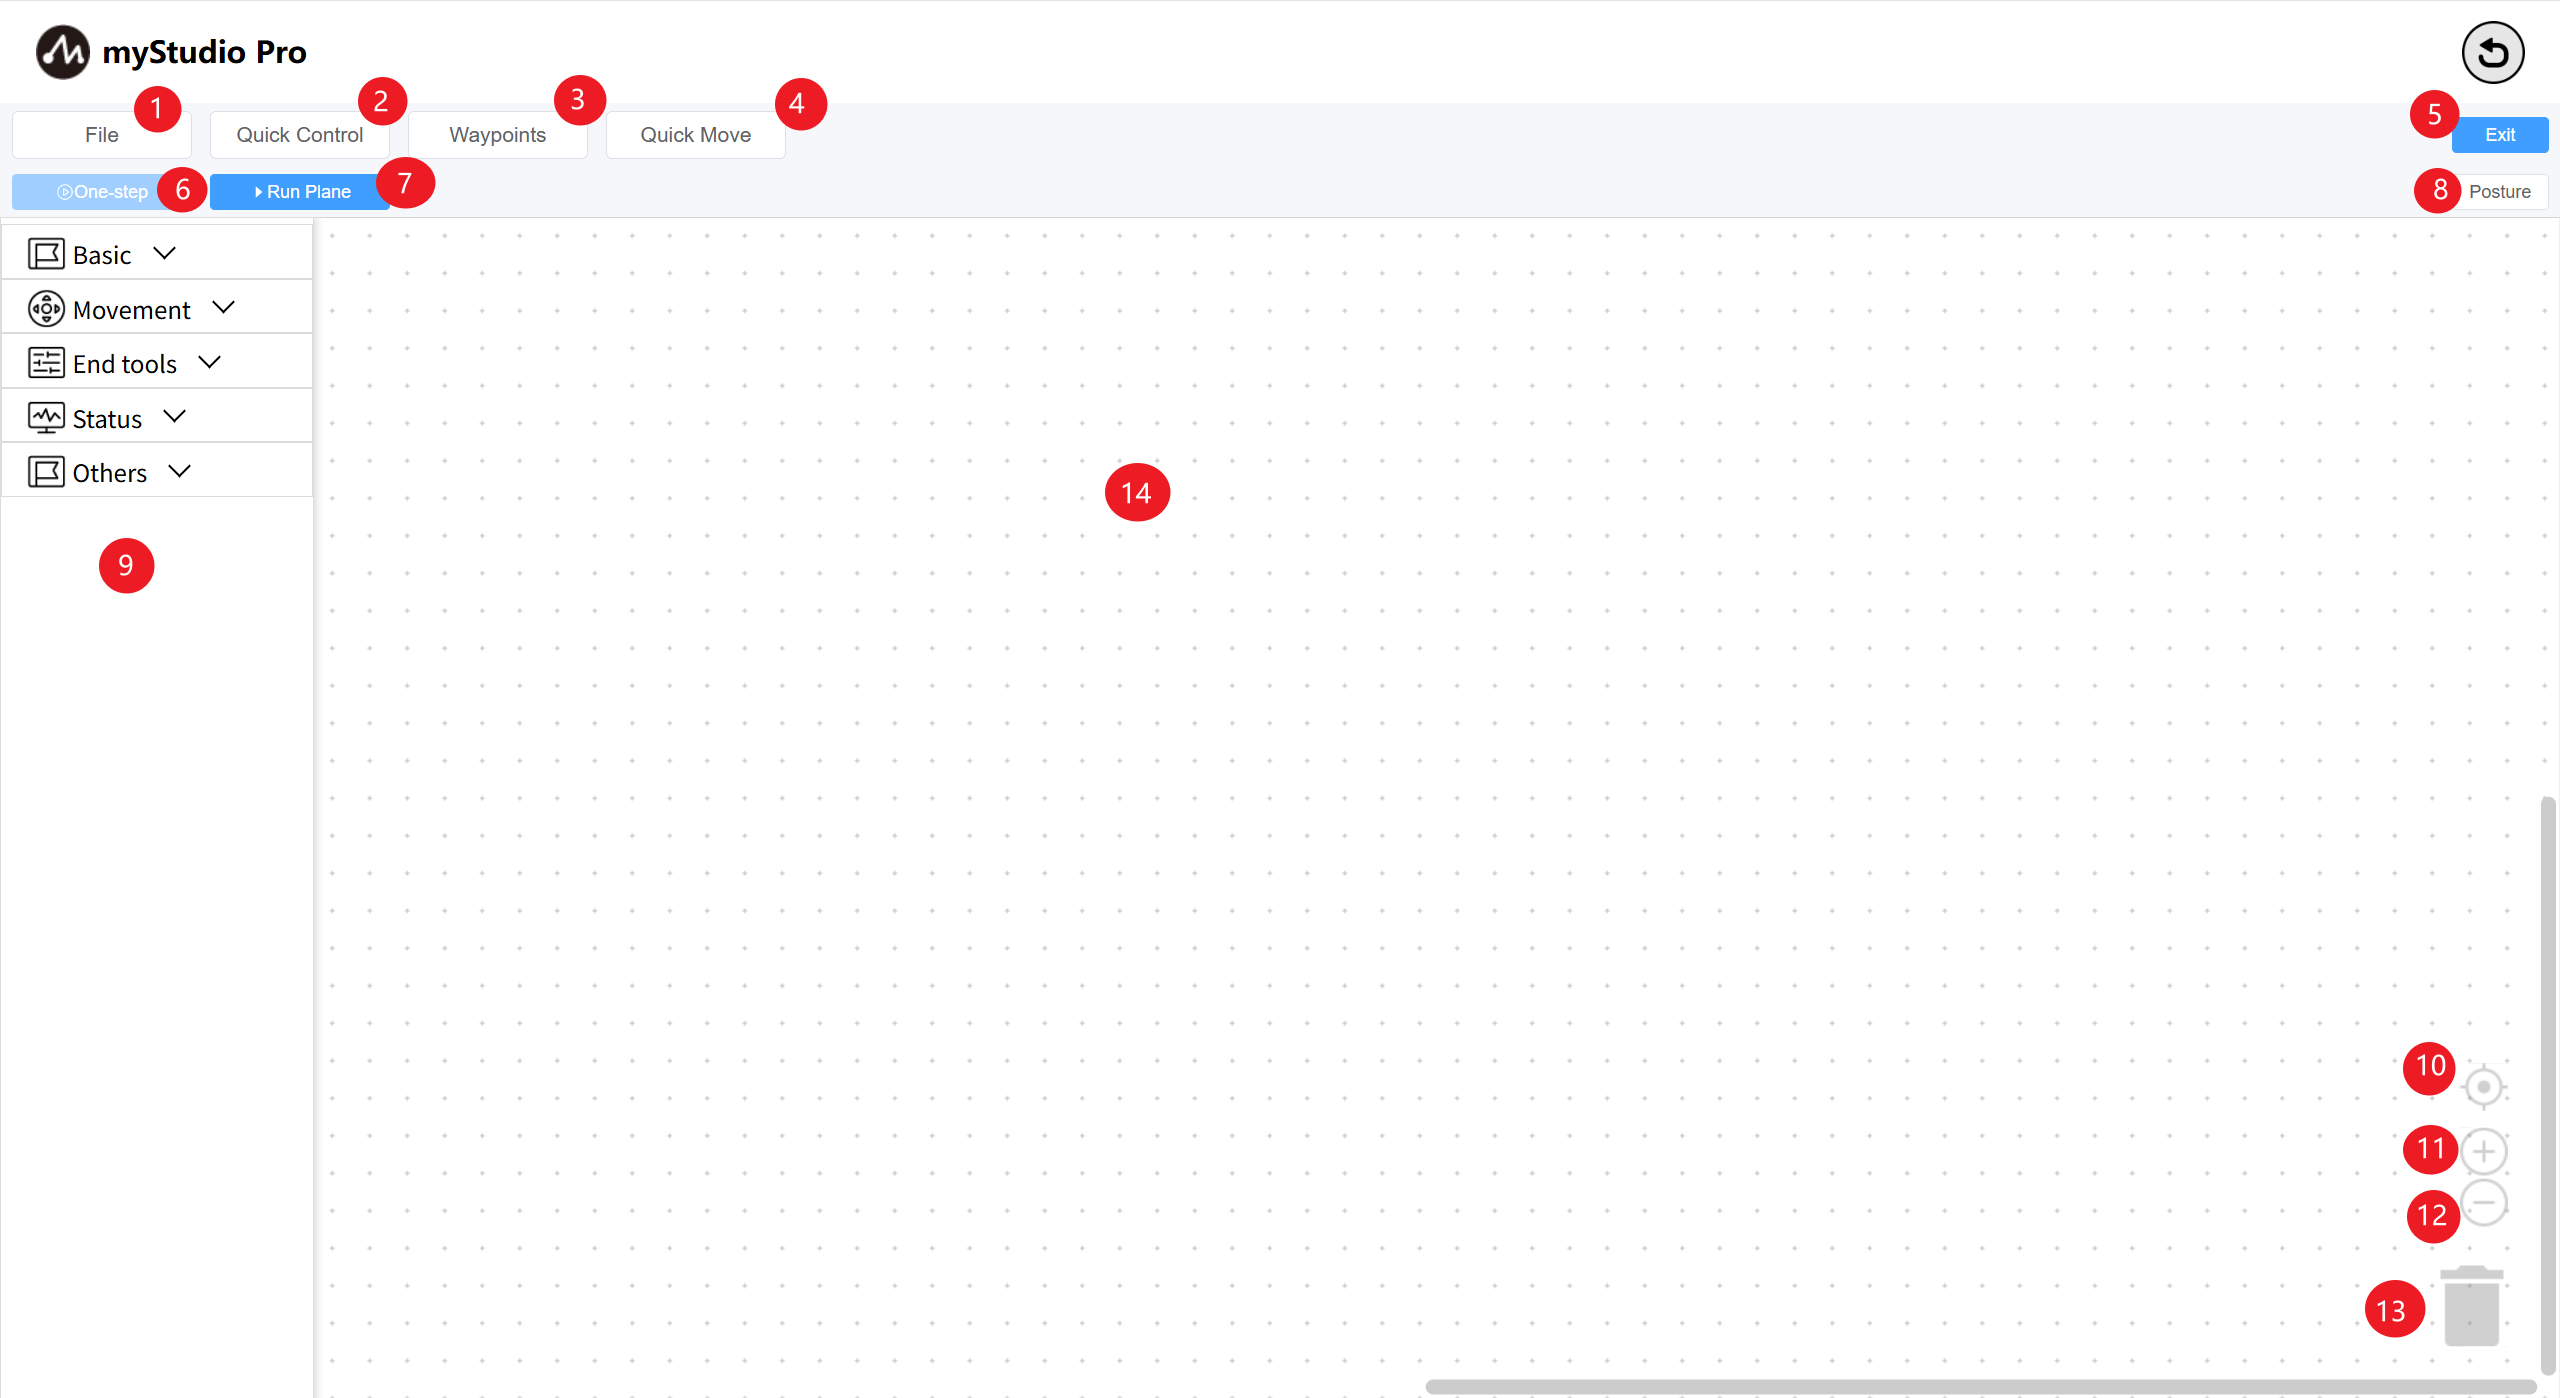 myStudio Pro
1 2 3 4 5
File Quick Control Waypoints Quick Move Exit
One-step 6 Run Plane 7 8 Posture
Basic
Movement
End tools
Status
Others
14
9
10
11
12
13